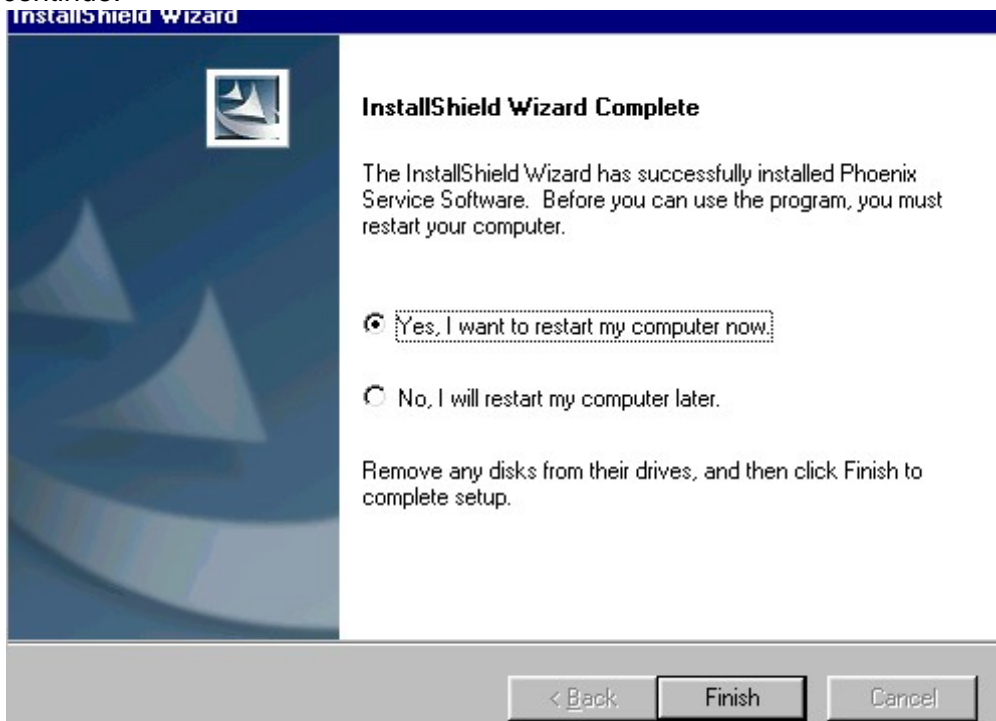 continue.
InstallShield Wizard
InstallShield Wizard Complete
The InstallShield Wizard has successfully installed Phoenix
Service Software. Before you can use the program, you must
restart your computer.
Yes, I want to restart my computer now.
No, I will restart my computer later.
Remove any disks from their drives, and then click Finish to
complete setup.
< Back
Finish
Cancel